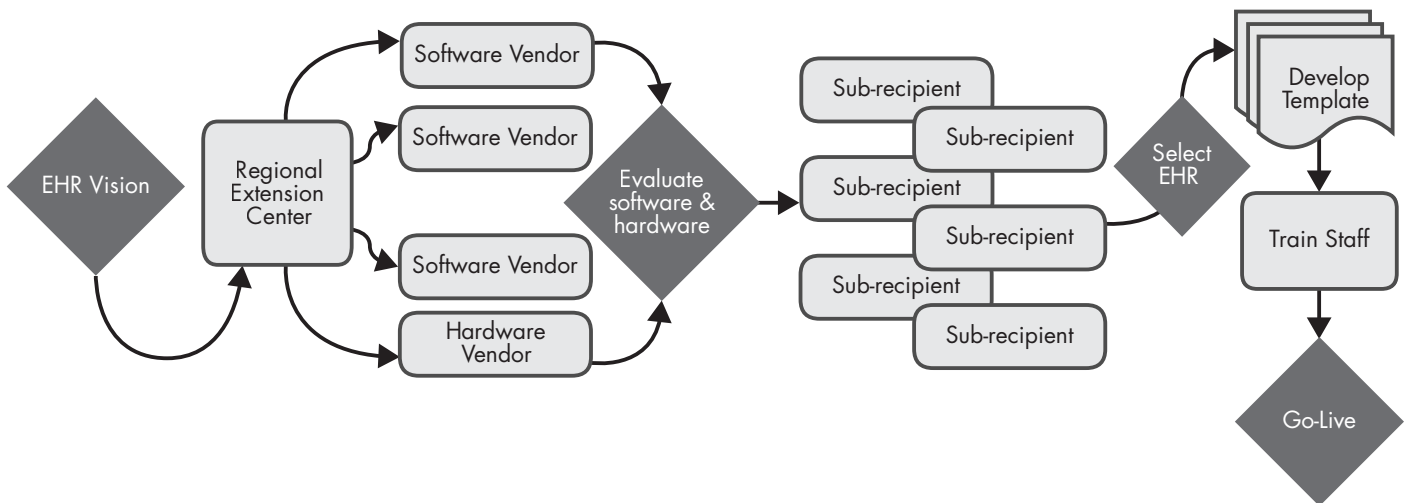 EHR Vision
Regional
Extension
Center
Software Vendor
Software Vendor
Software Vendor
Hardware
Vendor
Evaluate
software &
hardware
Sub-recipient
Sub-recipient
Sub-recipient
Sub-recipient
Sub-recipient
Sub-recipient
Select
EHR
Develop
Template
Train Staff
Go-Live